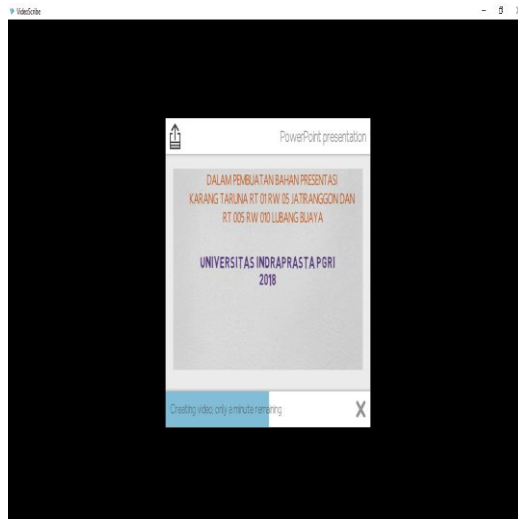 VideoScribe
PowerPoint presentation
DALAM PEMBUATAN BAHAN PRESENTASI
KARANG TARUNA RT 01 RW 05 JATIRANGGON DAN
RT 005 RW 010 LUBANG BUAYA
UNIVERSITAS INDRAPRASTA PGRI
2018
Creating video, only a minute remaining